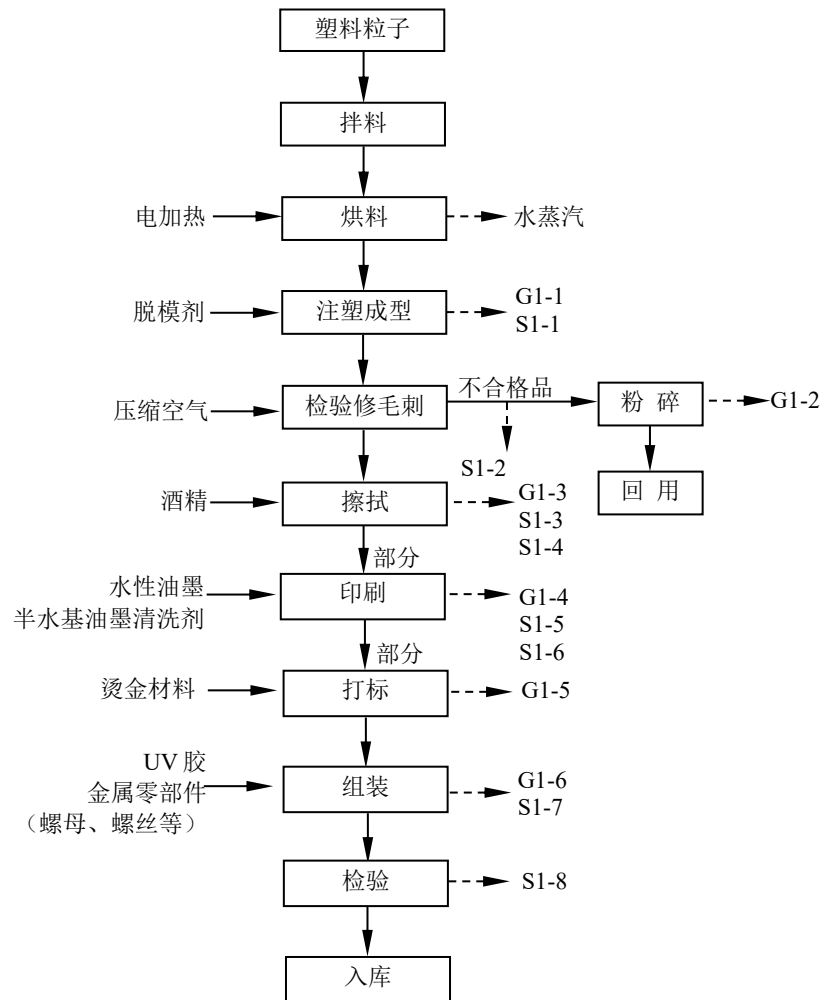 塑料粒子
拌料
电加热
烘料
水蒸汽
脱模剂
注塑成型
G1-1
S1-1
压缩空气
检验修毛刺
不合格品
粉 碎
G1-2
S1-2
回 用
酒精
擦拭
G1-3
S1-3
S1-4
部分
水性油墨
半水基油墨清洗剂
印刷
G1-4
S1-5
S1-6
部分
烫金材料
打标
G1-5
UV 胶
金属零部件
（螺母、螺丝等）
组装
G1-6
S1-7
检验
S1-8
入库